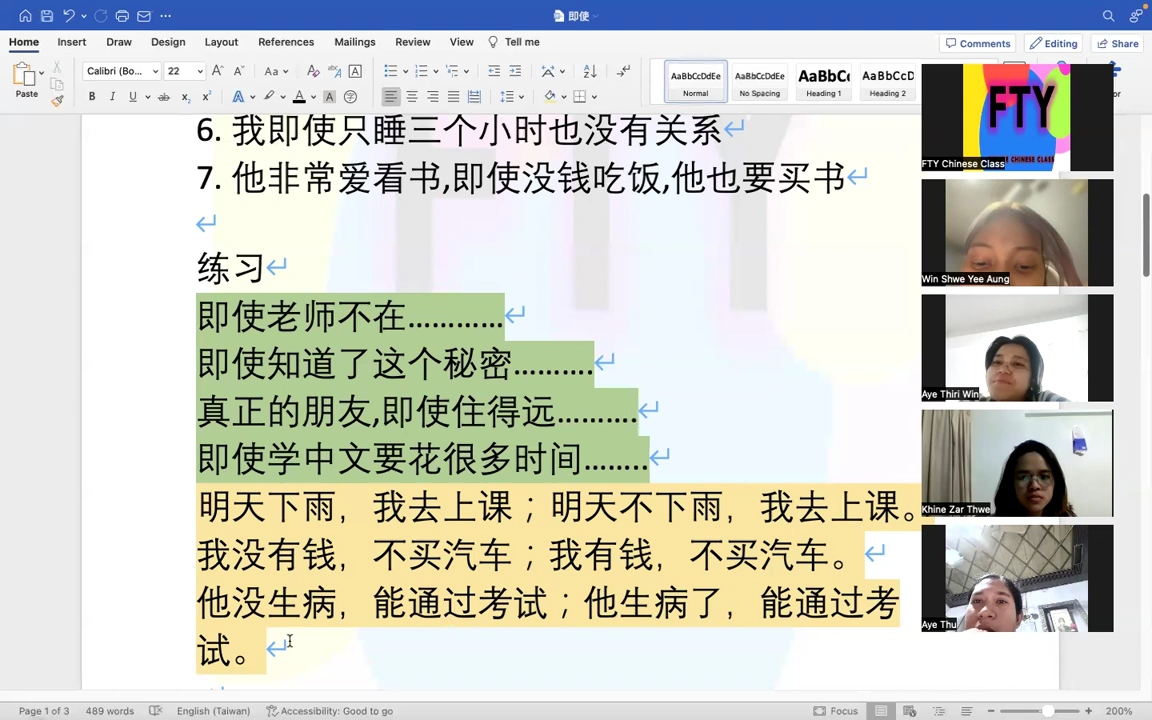 即使
Home Insert Draw Design Layout References Mailings Review View Tell me Comments Editing Share
Paste Calibri (Bo... 22 AaBbCcDdEe Normal AaBbCcDdEe No Spacing AaBbCc Heading 1 AaBbCcD Heading 2
6. 我即使只睡三个小时也没有关系
7. 他非常爱看书,即使没钱吃饭,他也要买书
练习
即使老师不在…………
即使知道了这个秘密……….
真正的朋友,即使住得远……….
即使学中文要花很多时间……..
明天下雨，我去上课；明天不下雨，我去上课。
我没有钱，不买汽车；我有钱，不买汽车。
他没生病，能通过考试；他生病了，能通过考
试。
FTY
CHINESE CLASS
FTY Chinese Class
Win Shwe Yee Aung
Aye Thiri Win
Khine Zar Thwe
Aye Thu
Page 1 of 3 489 words English (Taiwan) Accessibility: Good to go Focus 200%